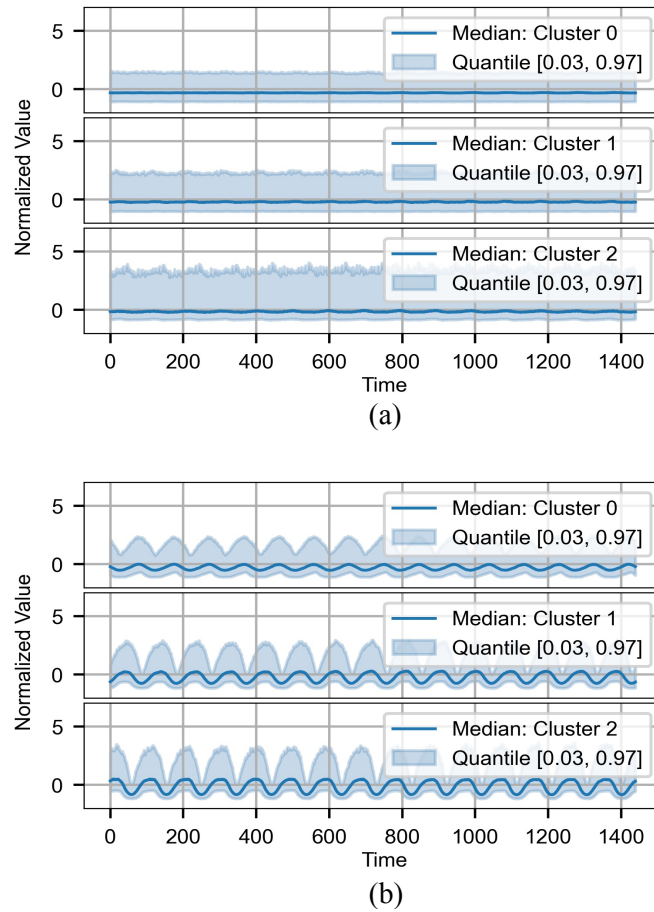 5
Median: Cluster 0
Quantile [0.03, 0.97]
0
Normalized Value
5
Median: Cluster 1
Quantile [0.03, 0.97]
0
5
Median: Cluster 2
Quantile [0.03, 0.97]
0
0 200 400 600 800 1000 1200 1400
Time
(a)
5
Median: Cluster 0
Quantile [0.03, 0.97]
0
Normalized Value
5
Median: Cluster 1
Quantile [0.03, 0.97]
0
5
Median: Cluster 2
Quantile [0.03, 0.97]
0
0 200 400 600 800 1000 1200 1400
Time
(b)